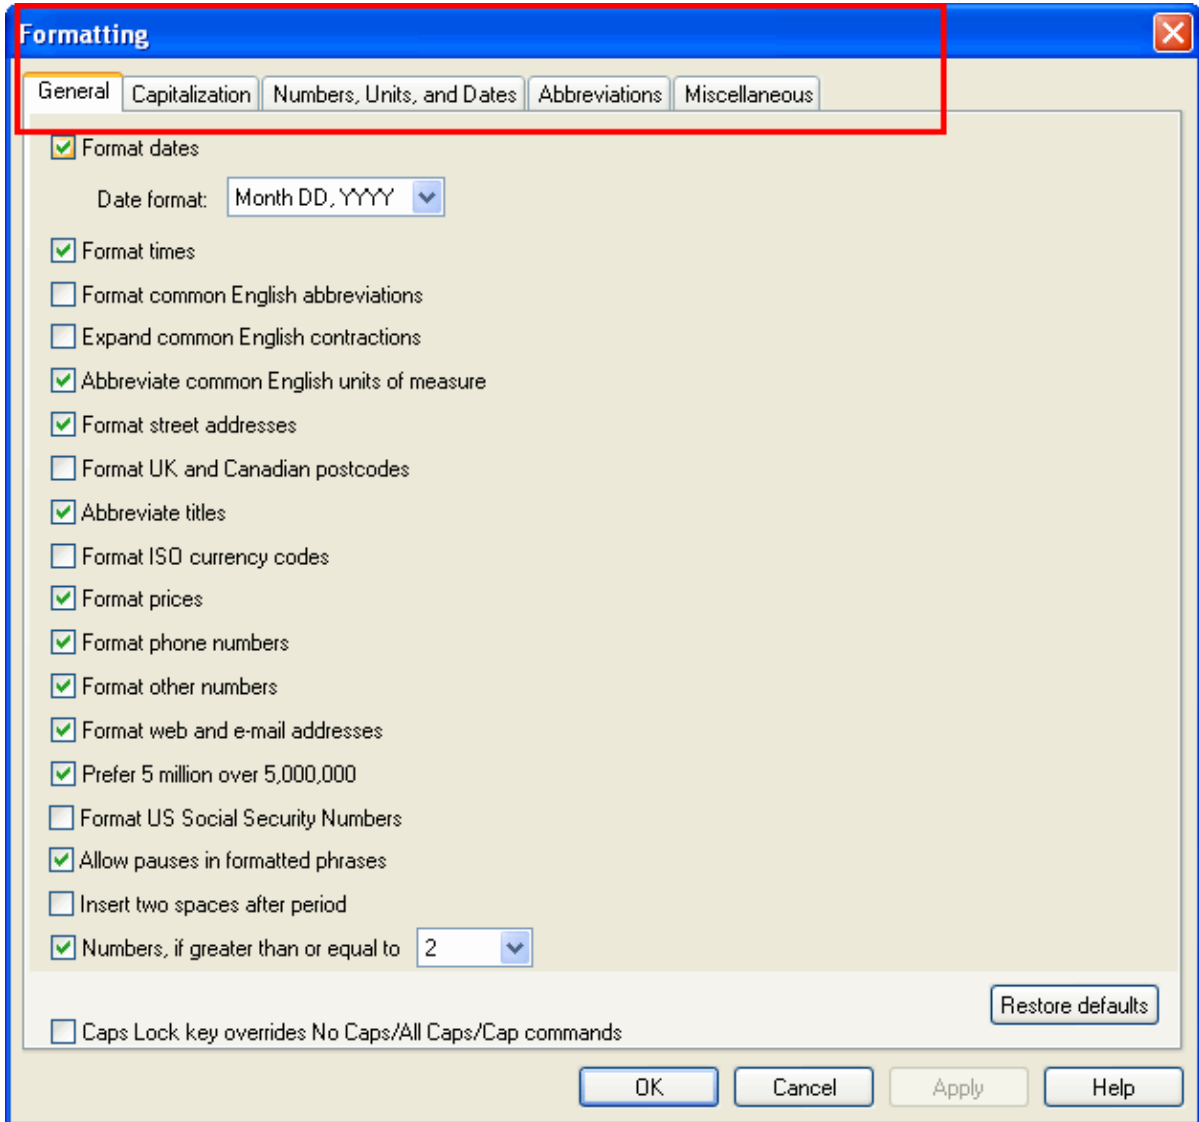 Formatting
General Capitalization Numbers, Units, and Dates Abbreviations Miscellaneous
Format dates
Date format: Month DD, YYYY
Format times
Format common English abbreviations
Expand common English contractions
Abbreviate common English units of measure
Format street addresses
Format UK and Canadian postcodes
Abbreviate titles
Format ISO currency codes
Format prices
Format phone numbers
Format other numbers
Format web and e-mail addresses
Prefer 5 million over 5,000,000
Format US Social Security Numbers
Allow pauses in formatted phrases
Insert two spaces after period
Numbers, if greater than or equal to 2
Restore defaults
Caps Lock key overrides No Caps/All Caps/Cap commands
OK Cancel Apply Help